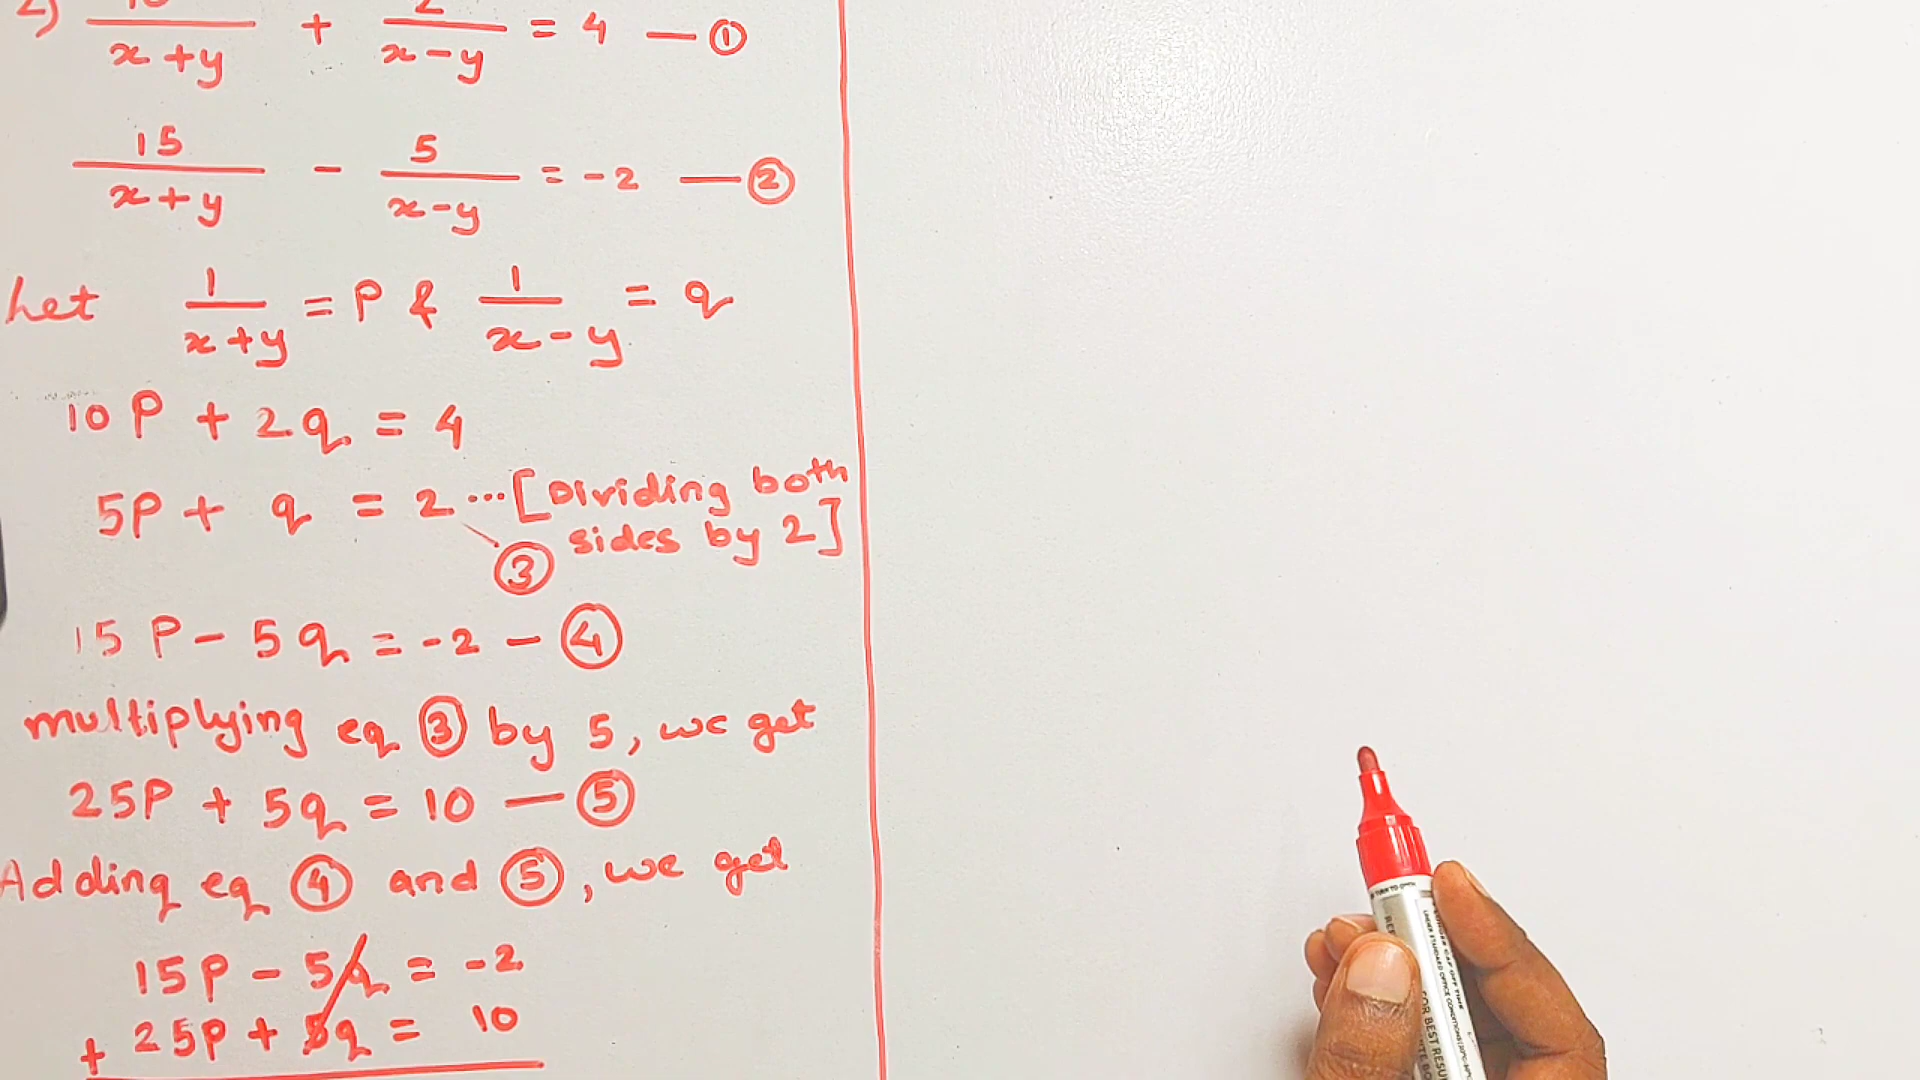 2) 10/(x+y) + 2/(x-y) = 4 — ①
15/(x+y) - 5/(x-y) = -2 — ②
Let 1/(x+y) = P & 1/(x-y) = q
10P + 2q = 4
5P + q = 2 ...[Dividing both
sides by 2]
③
15P - 5q = -2 - ④
multiplying eq ③ by 5, we get
25P + 5q = 10 — ⑤
Adding eq ④ and ⑤, we get
15P - 5q = -2
+ 25P + 5q = 10